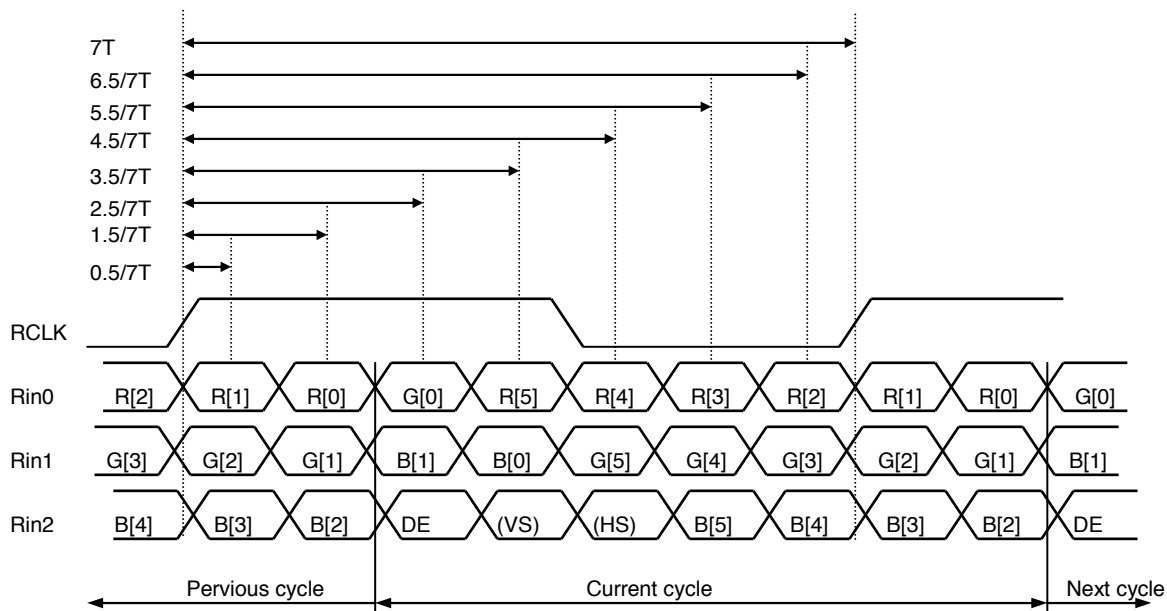 7T
6.5/7T
5.5/7T
4.5/7T
3.5/7T
2.5/7T
1.5/7T
0.5/7T
RCLK
Rin0 R[2] R[1] R[0] G[0] R[5] R[4] R[3] R[2] R[1] R[0] G[0]
Rin1 G[3] G[2] G[1] B[1] B[0] G[5] G[4] G[3] G[2] G[1] B[1]
Rin2 B[4] B[3] B[2] DE (VS) (HS) B[5] B[4] B[3] B[2] DE
Pervious cycle Current cycle Next cycle